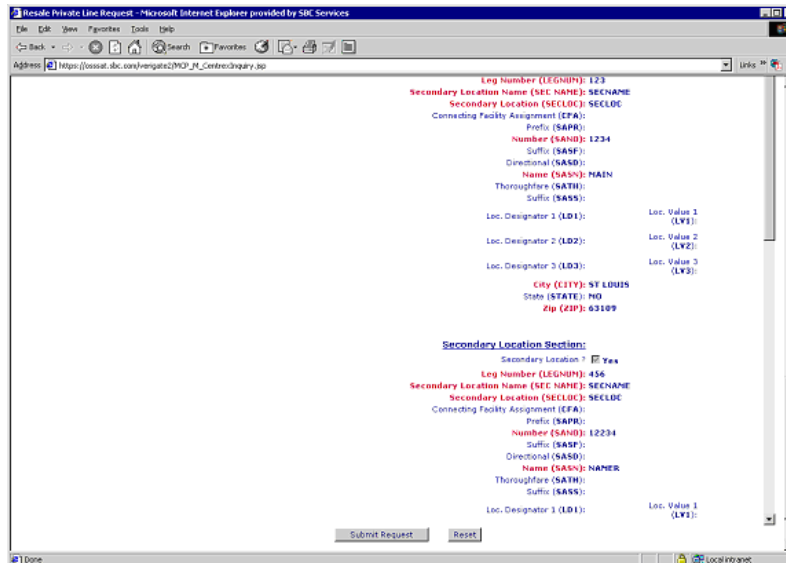 Resale Private Line Request - Microsoft Internet Explorer provided by SBC Services
File Edit View Favorites Tools Help
Back Search Favorites
Address https://osssat.sbc.com/verigate2/MCP_M_CentrexInquiry.jsp Links »
Leg Number (LEGNUM): 123
Secondary Location Name (SEC NAME): SECNAME
Secondary Location (SECLOC): SECLOC
Connecting Facility Assignment (CFA):
Prefix (SAPR):
Number (SANO): 1234
Suffix (SASF):
Directional (SASD):
Name (SASN): MAIN
Thoroughfare (SATH):
Suffix (SASS):
Loc. Designator 1 (LD1): Loc. Value 1 (LV1):
Loc. Designator 2 (LD2): Loc. Value 2 (LV2):
Loc. Designator 3 (LD3): Loc. Value 3 (LV3):
City (CITY): ST LOUIS
State (STATE): MO
Zip (ZIP): 63109
Secondary Location Section:
Secondary Location ? Yes
Leg Number (LEGNUM): 456
Secondary Location Name (SEC NAME): SECNAME
Secondary Location (SECLOC): SECLOC
Connecting Facility Assignment (CFA):
Prefix (SAPR):
Number (SANO): 12234
Suffix (SASF):
Directional (SASD):
Name (SASN): NAMER
Thoroughfare (SATH):
Suffix (SASS):
Loc. Designator 1 (LD1): Loc. Value 1 (LV1):
Submit Request Reset
Done Local intranet